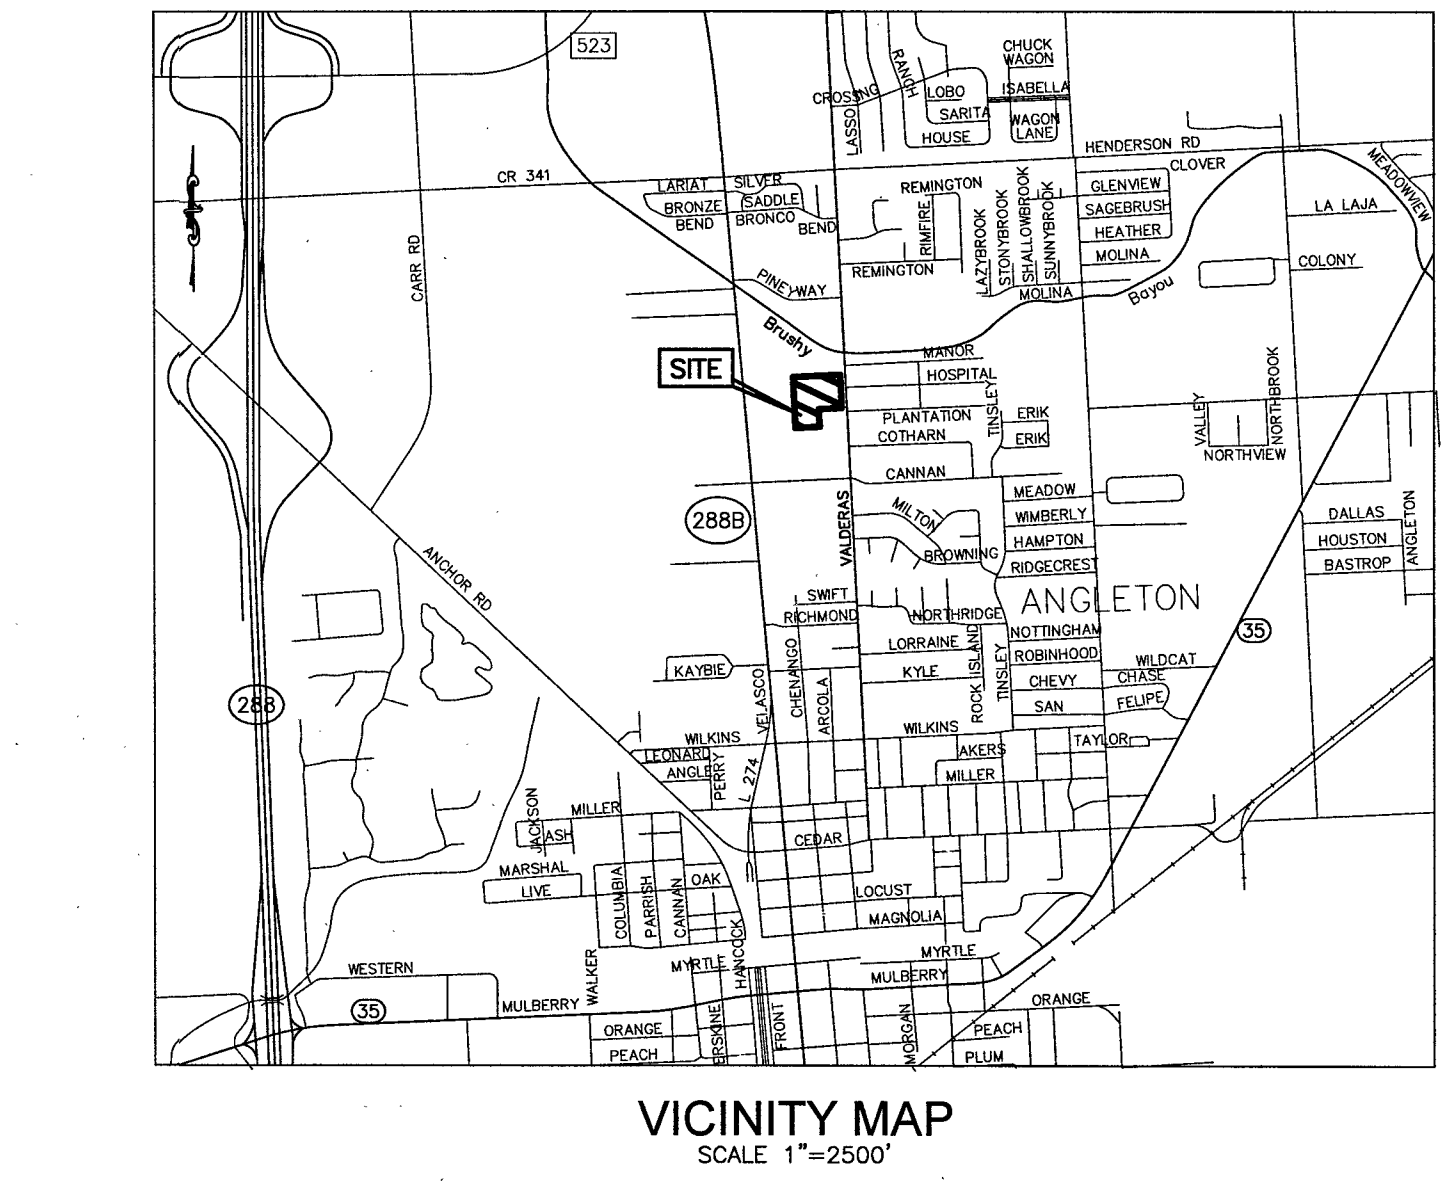 523
CHUCK
WAGON
RANCH
CROSSING
LOBO
ISABELLA
SARITA
WAGON
LANE
LASSO
HOUSE
HENDERSON RD
CLOVER
MEADOWVIEW
CR 341
LARIAT
SILVER
REMINGTON
GLENVIEW
BRONZE
SADDLE
BEND
BRONCO
BEND
RIMFIRE
LAZYBROOK
STONYBROOK
SHALLOWBROOK
SUNNYBROOK
SAGEBRUSH
LA LAJA
HEATHER
CARR RD
REMINGTON
MOLINA
COLONY
PINEYWAY
MOLINA
Bayou
Brushy
MANOR
SITE
HOSPITAL
TINSLEY
NORTHBROOK
PLANTATION
ERIK
VALLEY
COTHARN
ERIK
NORTHVIEW
CANNAN
VALDERAS
MEADOW
288B
MILTON
WIMBERLY
DALLAS
ANGLETON
HAMPTON
HOUSTON
BROWNING
RIDGECREST
BASTROP
ANCHOR RD
SWIFT
ANGLETON
RICHMOND
NORTHRIDGE
NOTTINGHAM
35
CHENANGO
LORRAINE
ROCK ISLAND
TINSLEY
ROBINHOOD
WILDCAT
KAYBIE
KYLE
CHEVY
CHASE
288
VELASCO
ARCOLA
SAN
FELIPE
WILKINS
WILKINS
TAYLOR
LEONARD
AKERS
ANGLE
PERRY
L 274
MILLER
JACKSON
MILLER
ASH
CEDAR
MARSHAL
OAK
LIVE
COLUMBIA
PARRISH
CANNAN
LOCUST
MAGNOLIA
HANCOCK
MYRTLE
MYRTLE
WESTERN
WALKER
MULBERRY
35
MULBERRY
ORANGE
ORANGE
ERSKINE
FRONT
MORGAN
PEACH
PEACH
PLUM
VICINITY MAP
SCALE 1"=2500'